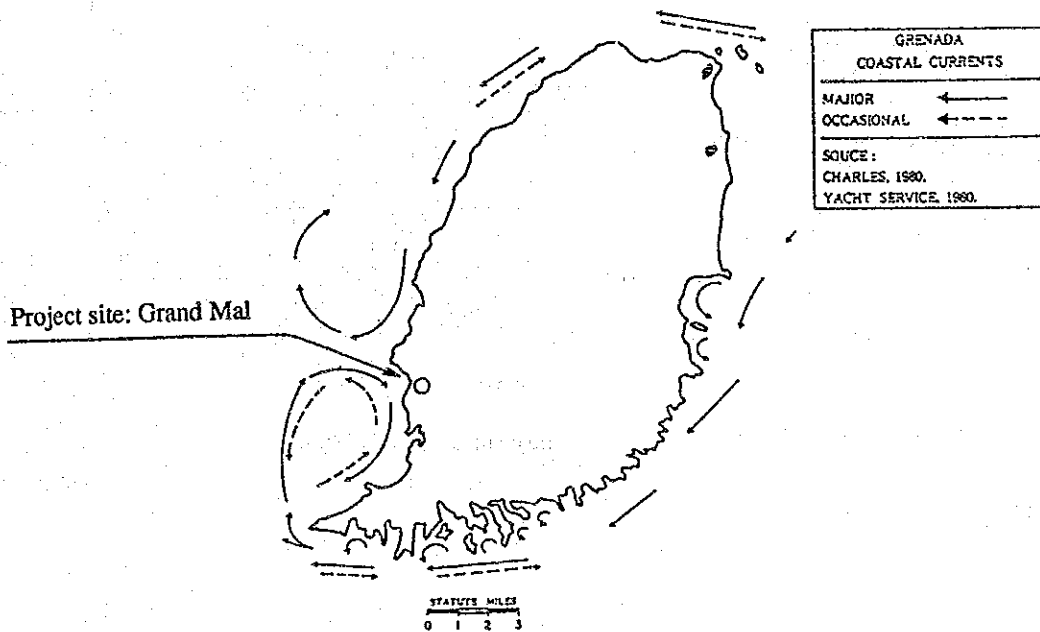 GRENADA
COASTAL CURRENTS
MAJIOR
OCCASIONAL
SOUCE:
CHARLES, 1980.
YACHT SERVICE, 1980.
Project site: Grand Mal
STATUTE MILES
0 1 2 3